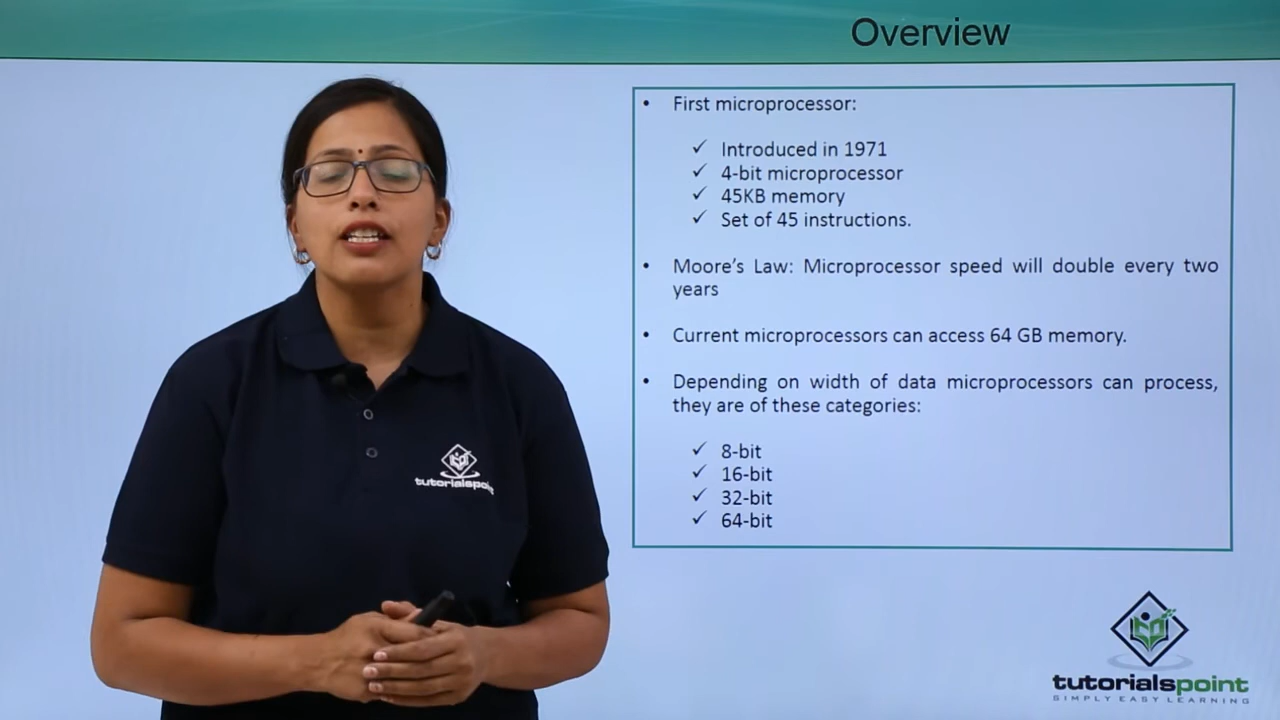 Overview
• First microprocessor:
✓ Introduced in 1971
✓ 4-bit microprocessor
✓ 45KB memory
✓ Set of 45 instructions.
• Moore's Law: Microprocessor speed will double every two
years
• Current microprocessors can access 64 GB memory.
• Depending on width of data microprocessors can process,
they are of these categories:
✓ 8-bit
✓ 16-bit
✓ 32-bit
✓ 64-bit
tutorialspoint
tutorialspoint
SIMPLY EASY LEARNING